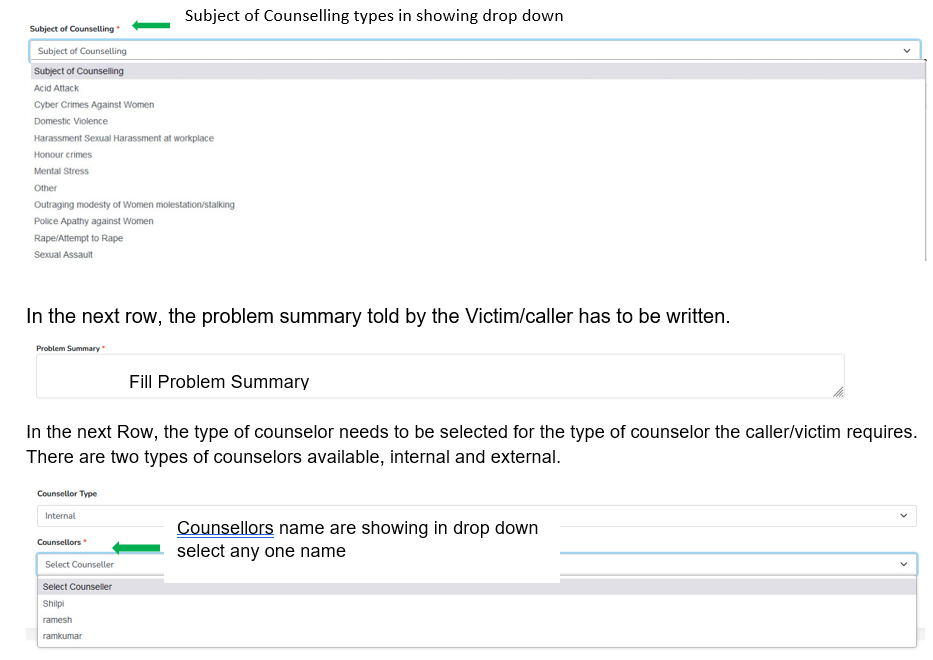 Subject of Counselling types in showing drop down
Subject of Counselling *
Subject of Counselling
Subject of Counselling
Acid Attack
Cyber Crimes Against Women
Domestic Violence
Harassment Sexual Harassment at workplace
Honour crimes
Mental Stress
Other
Outraging modesty of Women molestation/stalking
Police Apathy against Women
Rape/Attempt to Rape
Sexual Assault
In the next row, the problem summary told by the Victim/caller has to be written.
Problem Summary *
Fill Problem Summary
In the next Row, the type of counselor needs to be selected for the type of counselor the caller/victim requires.
There are two types of counselors available, internal and external.
Counsellor Type
Internal
Counsellors name are showing in drop down
select any one name
Counsellors *
Select Counseller
Select Counseller
Shilpi
ramesh
ramkumar